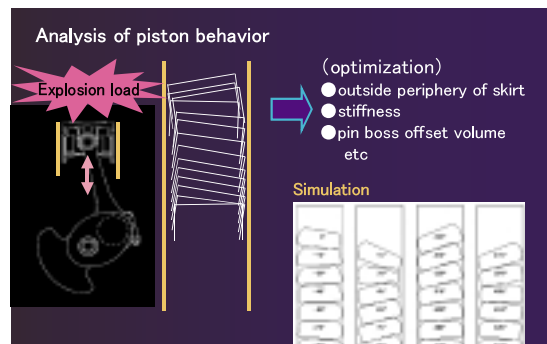 Analysis of piston behavior
Explosion load
（optimization）
●outside periphery of skirt
●stiffness
●pin boss offset volume
etc
Simulation